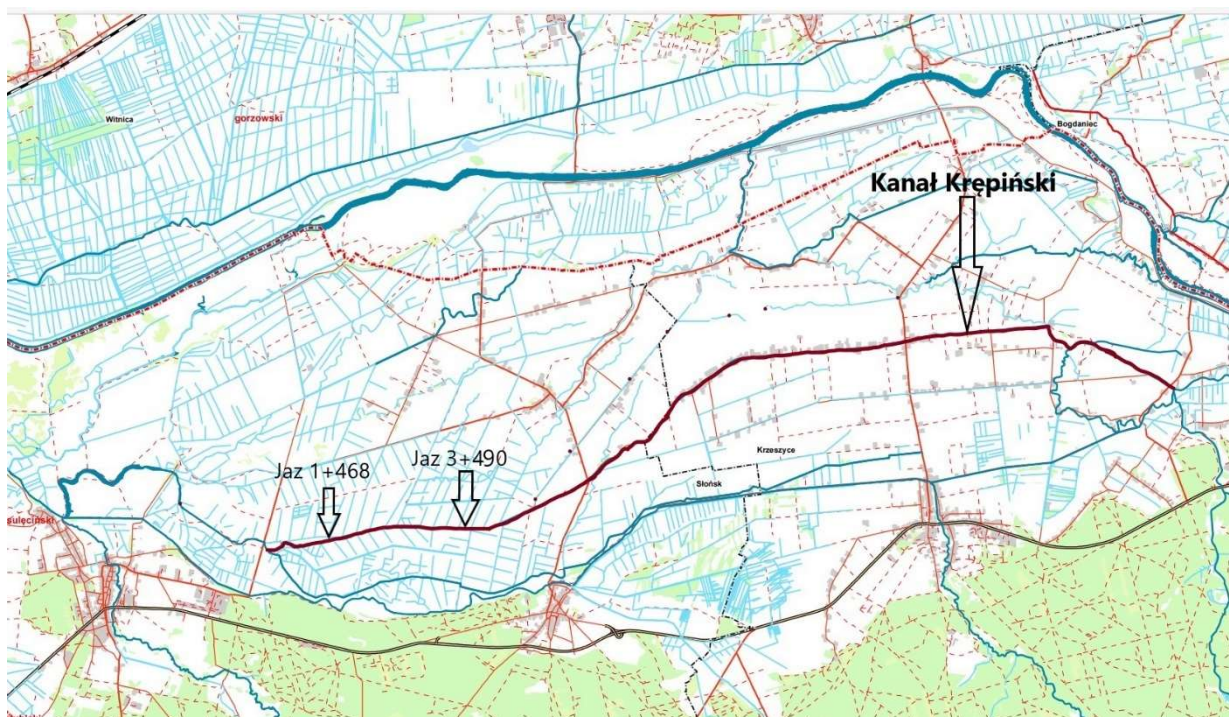 Witnica
gorzowski
Bogdaniec
Kanał Krępiński
Jaz 1+468
Jaz 3+490
Krzeszyce
Słońsk
sulęciński